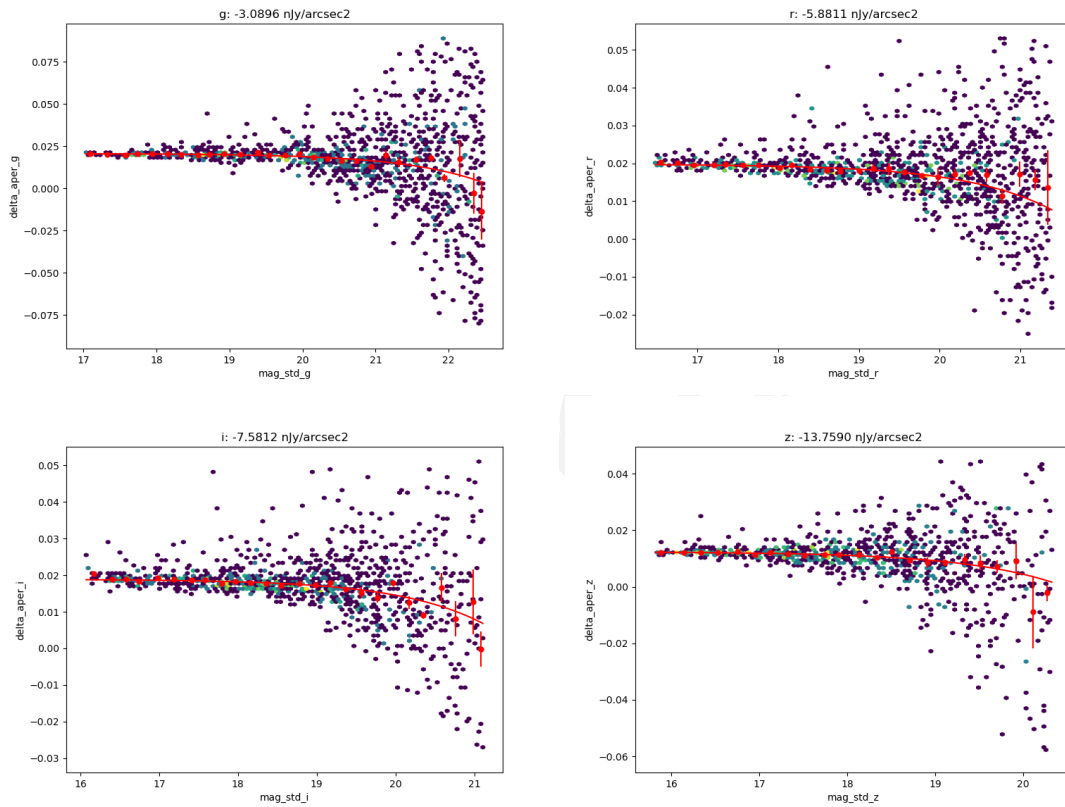 g: -3.0896 nJy/arcsec2
0.075
0.050
0.025
0.000
−0.025
−0.050
−0.075
delta_aper_g
17 18 19 20 21 22
mag_std_g
r: -5.8811 nJy/arcsec2
0.05
0.04
0.03
0.02
0.01
0.00
−0.01
−0.02
delta_aper_r
17 18 19 20 21
mag_std_r
i: -7.5812 nJy/arcsec2
0.05
0.04
0.03
0.02
0.01
0.00
−0.01
−0.02
−0.03
delta_aper_i
16 17 18 19 20 21
mag_std_i
z: -13.7590 nJy/arcsec2
0.04
0.02
0.00
−0.02
−0.04
−0.06
delta_aper_z
16 17 18 19 20
mag_std_z